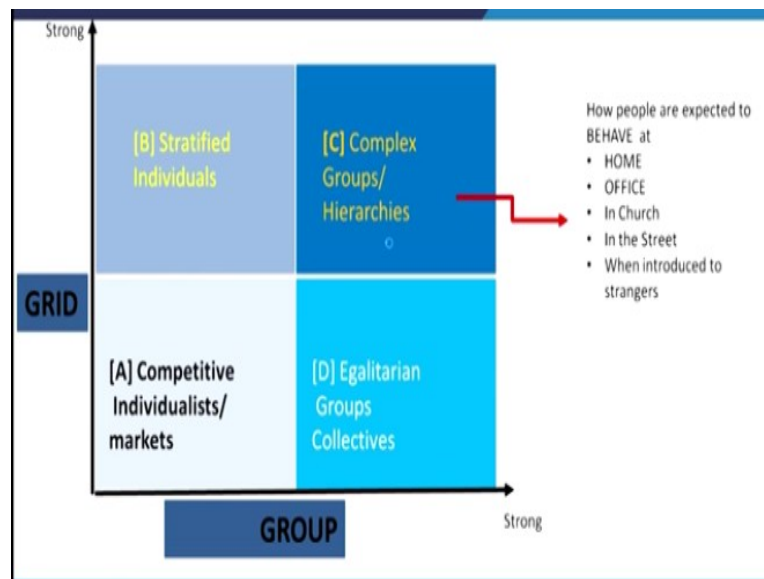 Strong
[B] Stratified
Individuals
[C] Complex
Groups/
Hierarchies
How people are expected to
BEHAVE at
• HOME
• OFFICE
• In Church
• In the Street
• When introduced to
strangers
GRID
[A] Competitive
Individualists/
markets
[D] Egalitarian
Groups
Collectives
GROUP
Strong